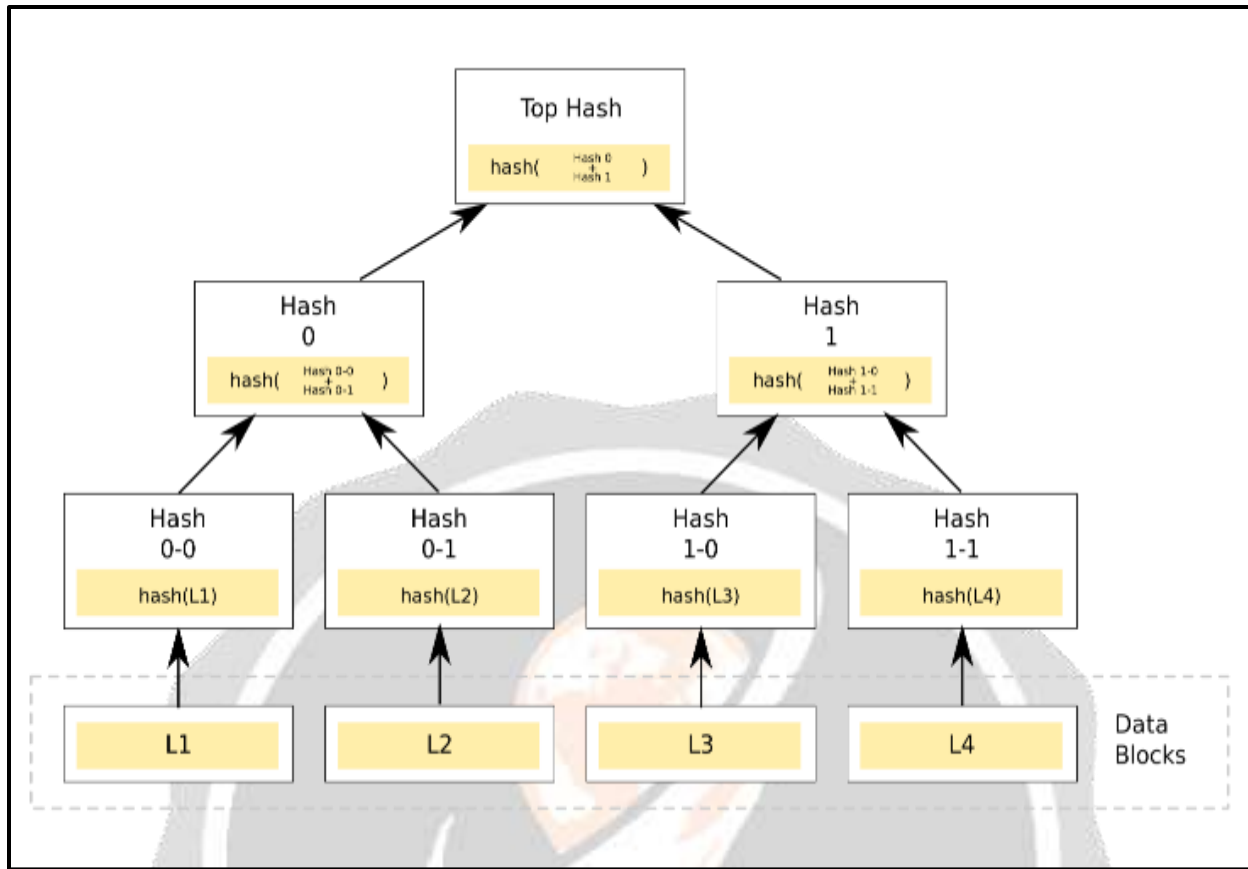 Top Hash
hash( Hash 0 + Hash 1 )
Hash
0
hash( Hash 0-0 + Hash 0-1 )
Hash
1
hash( Hash 1-0 + Hash 1-1 )
Hash
0-0
hash(L1)
Hash
0-1
hash(L2)
Hash
1-0
hash(L3)
Hash
1-1
hash(L4)
L1
L2
L3
L4
Data
Blocks